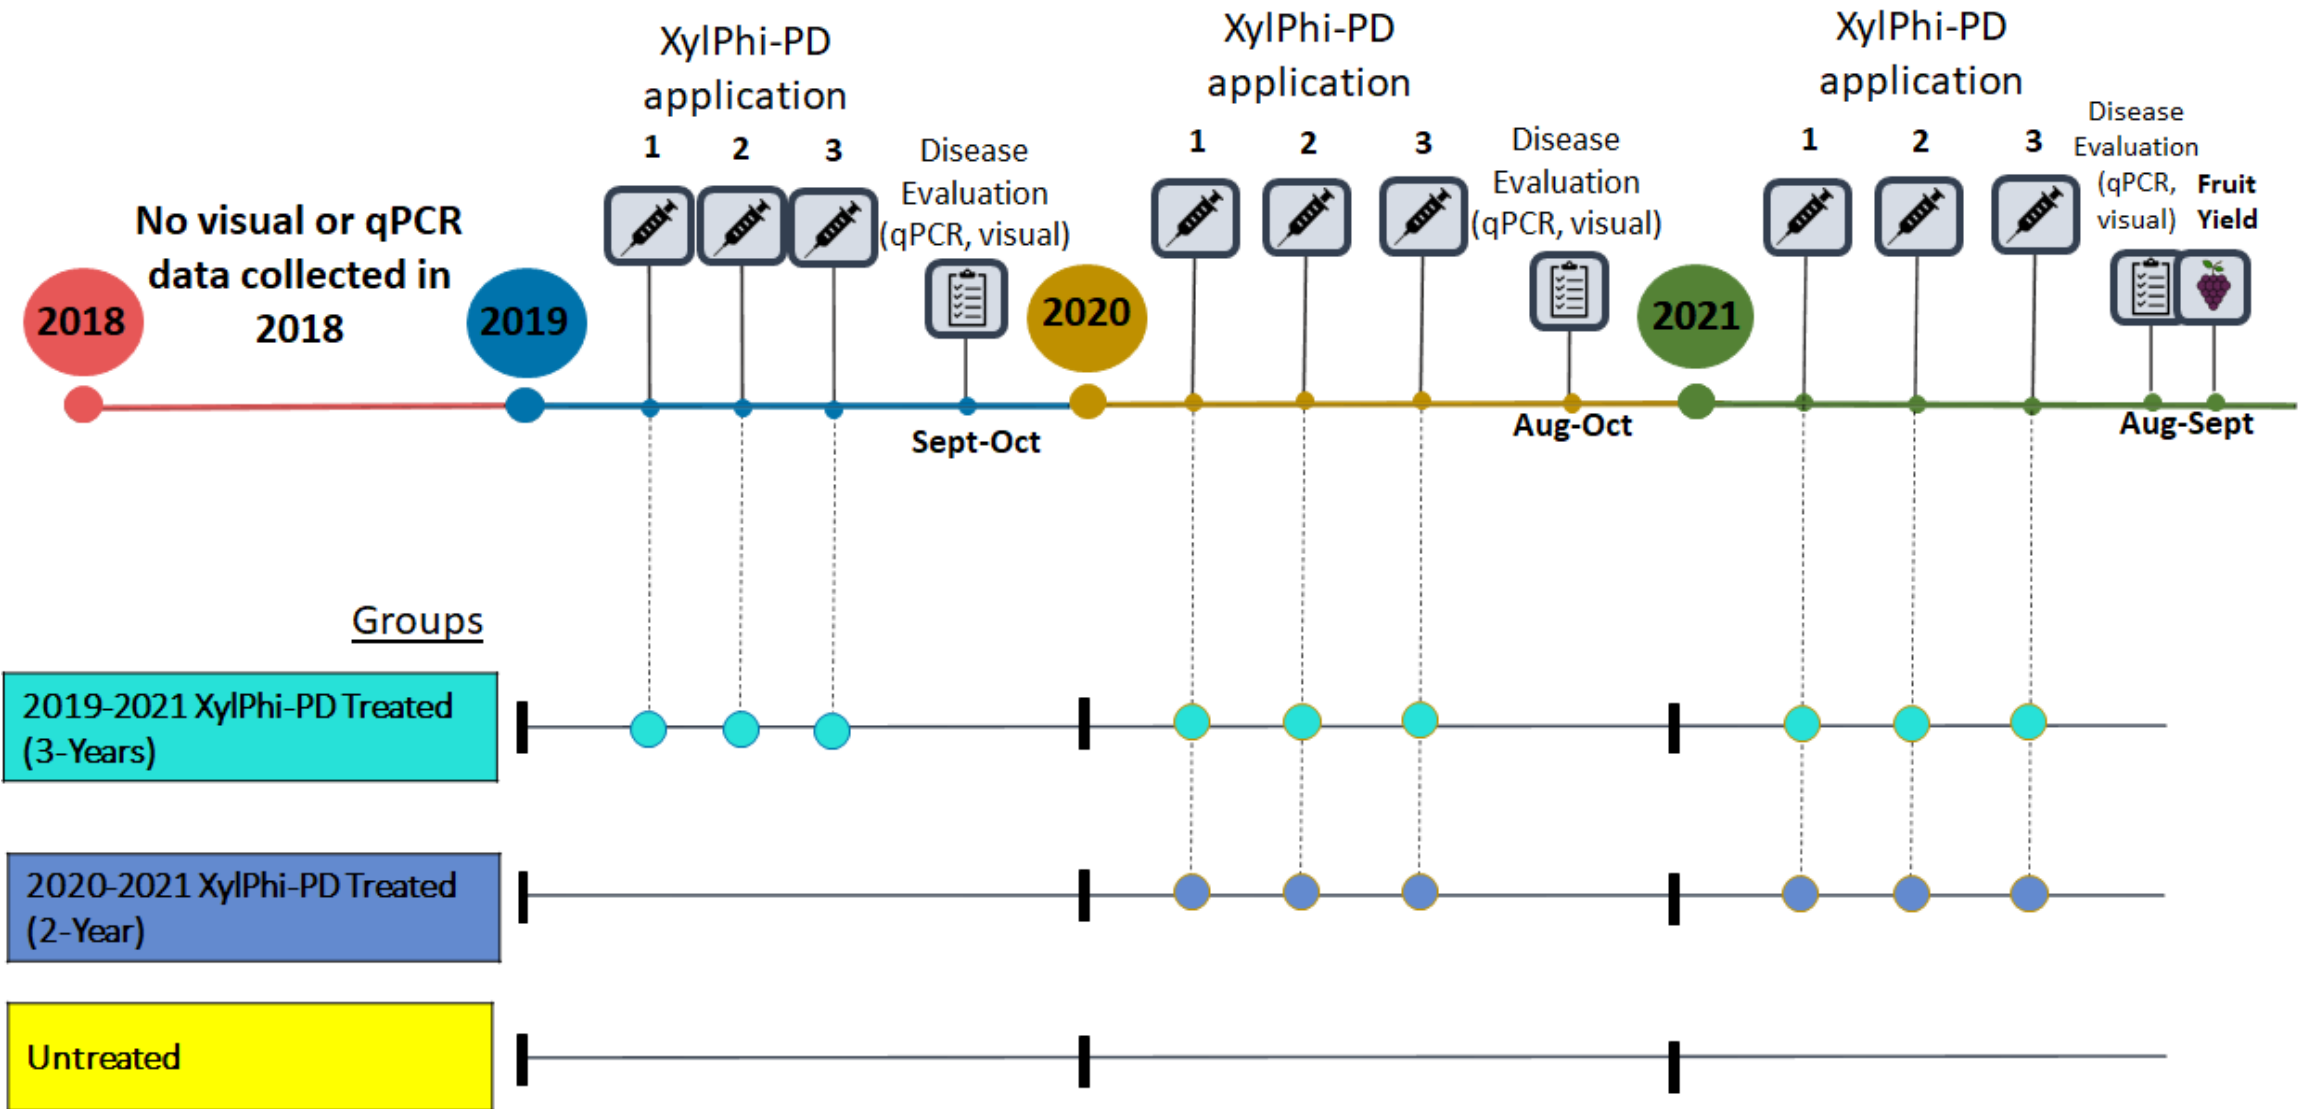 XylPhi-PD
application
1 2 3
XylPhi-PD
application
1 2 3
XylPhi-PD
application
1 2 3
No visual or qPCR
data collected in
2018
Disease
Evaluation
(qPCR, visual)
Disease
Evaluation
(qPCR, visual)
Disease
Evaluation
(qPCR,
visual)
Fruit
Yield
2018
2019
2020
2021
Sept-Oct
Aug-Oct
Aug-Sept
Groups
2019-2021 XylPhi-PD Treated
(3-Years)
2020-2021 XylPhi-PD Treated
(2-Year)
Untreated